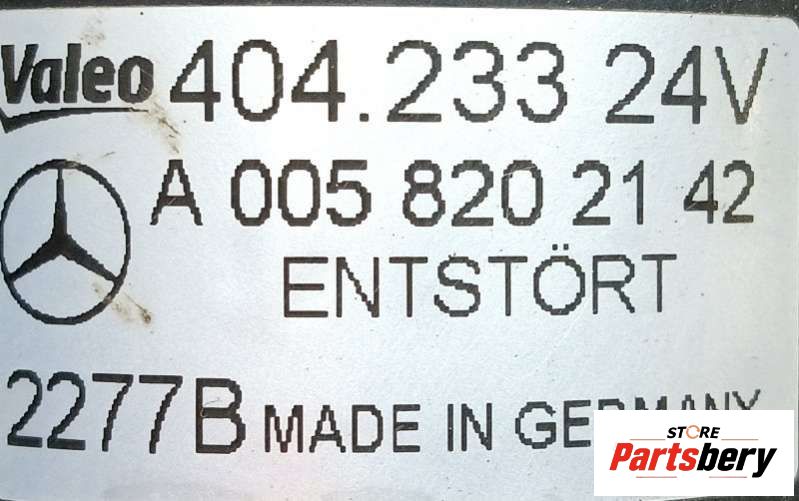 Valeo 404.233 24V
A 005 820 21 42
ENTSTÖRT
2277B MADE IN GERMANY
STORE
Partsbery